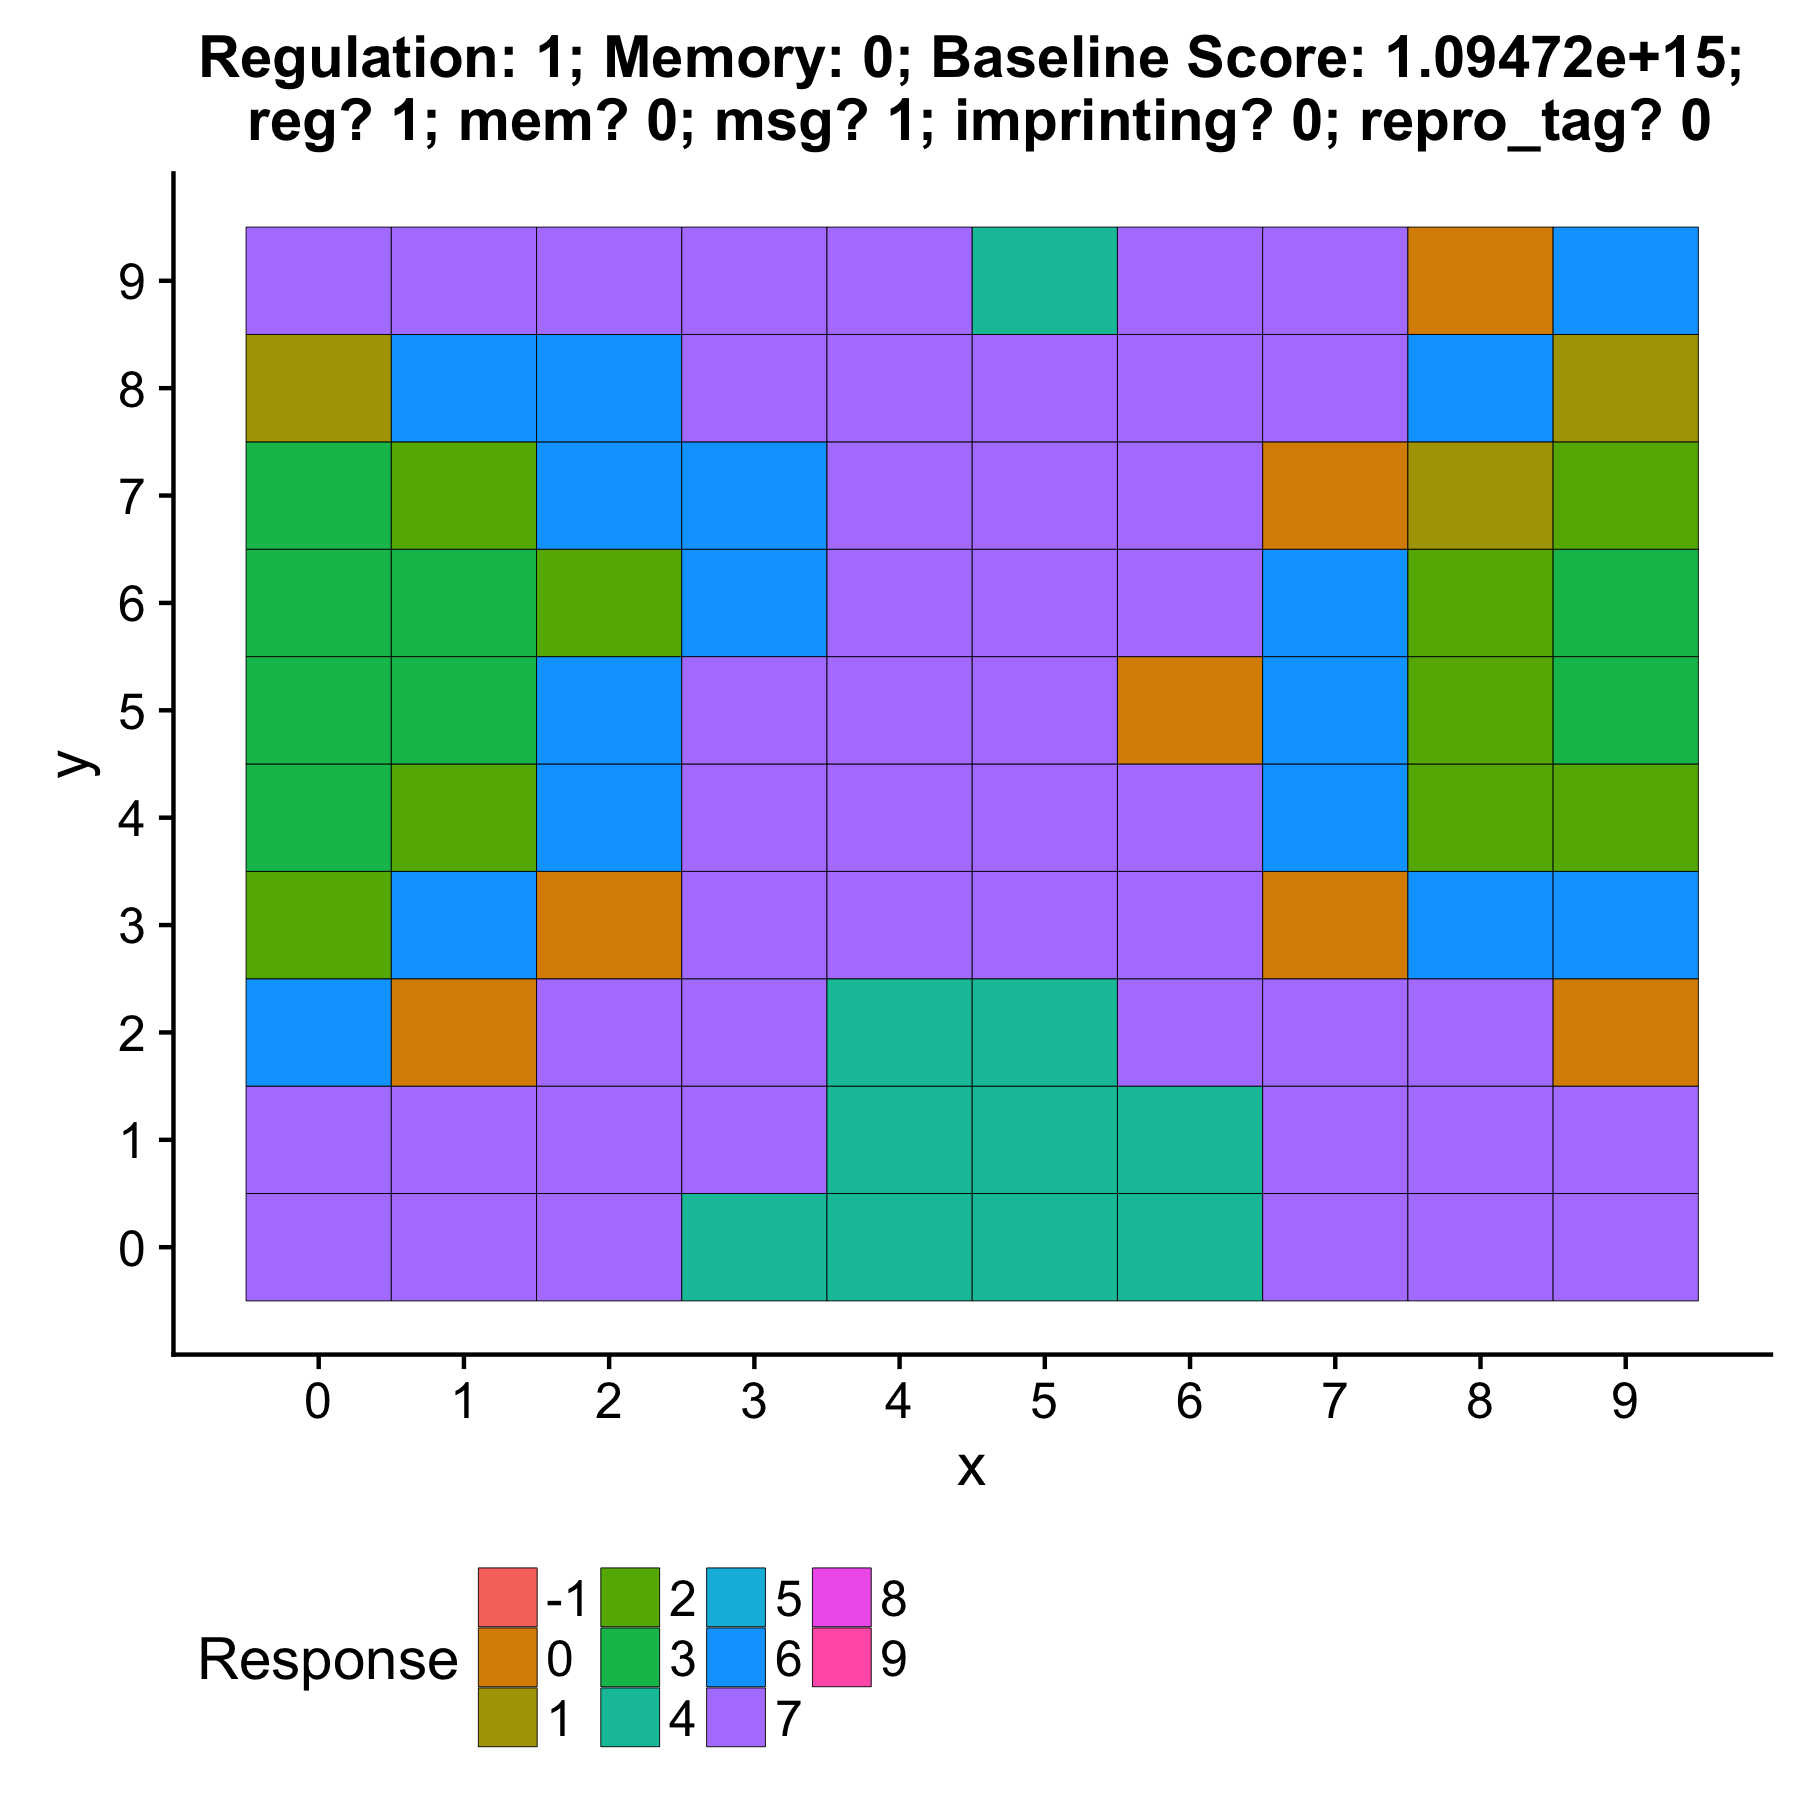 Regulation: 1; Memory: 0; Baseline Score: 1.09472e+15;
reg? 1; mem? 0; msg? 1; imprinting? 0; repro_tag? 0
9
8
7
6
5
4
3
2
1
0
y
0 1 2 3 4 5 6 7 8 9
x
Response
-1 2 5 8
0 3 6 9
1 4 7